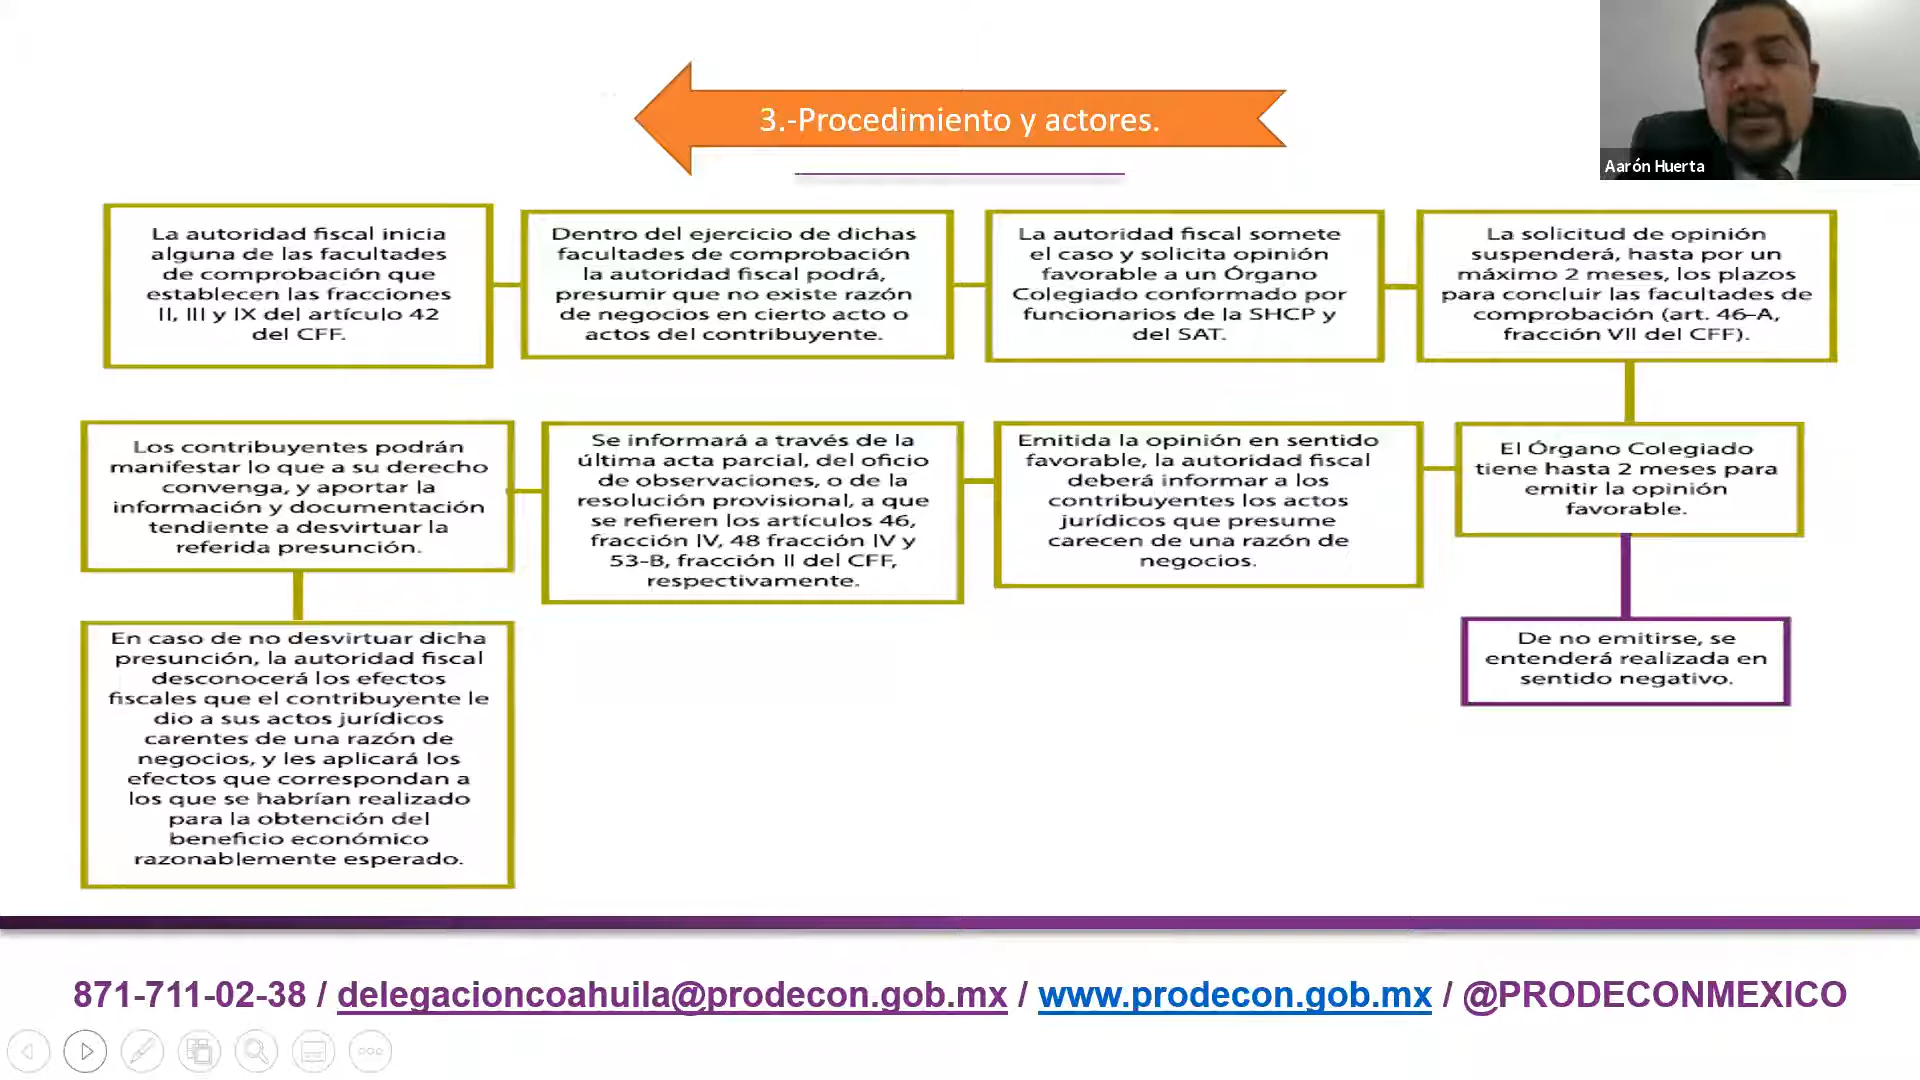 3.-Procedimiento y actores.
Aarón Huerta
La autoridad fiscal inicia
alguna de las facultades
de comprobación que
establecen las fracciones
II, III y IX del artículo 42
del CFF.
Dentro del ejercicio de dichas
facultades de comprobación
la autoridad fiscal podrá,
presumir que no existe razón
de negocios en cierto acto o
actos del contribuyente.
La autoridad fiscal somete
el caso y solicita opinión
favorable a un Órgano
Colegiado conformado por
funcionarios de la SHCP y
del SAT.
La solicitud de opinión
suspenderá, hasta por un
máximo 2 meses, los plazos
para concluir las facultades de
comprobación (art. 46-A,
fracción VII del CFF).
El Órgano Colegiado
tiene hasta 2 meses para
emitir la opinión
favorable.
De no emitirse, se
entenderá realizada en
sentido negativo.
Emitida la opinión en sentido
favorable, la autoridad fiscal
deberá informar a los
contribuyentes los actos
jurídicos que presume
carecen de una razón de
negocios.
Se informará a través de la
última acta parcial, del oficio
de observaciones, o de la
resolución provisional, a que
se refieren los artículos 46,
fracción IV, 48 fracción IV y
53-B, fracción II del CFF,
respectivamente.
Los contribuyentes podrán
manifestar lo que a su derecho
convenga, y aportar la
información y documentación
tendiente a desvirtuar la
referida presunción.
En caso de no desvirtuar dicha
presunción, la autoridad fiscal
desconocerá los efectos
fiscales que el contribuyente le
dio a sus actos jurídicos
carentes de una razón de
negocios, y les aplicará los
efectos que correspondan a
los que se habrían realizado
para la obtención del
beneficio económico
razonablemente esperado.
871-711-02-38 / delegacioncoahuila@prodecon.gob.mx / www.prodecon.gob.mx / @PRODECONMEXICO